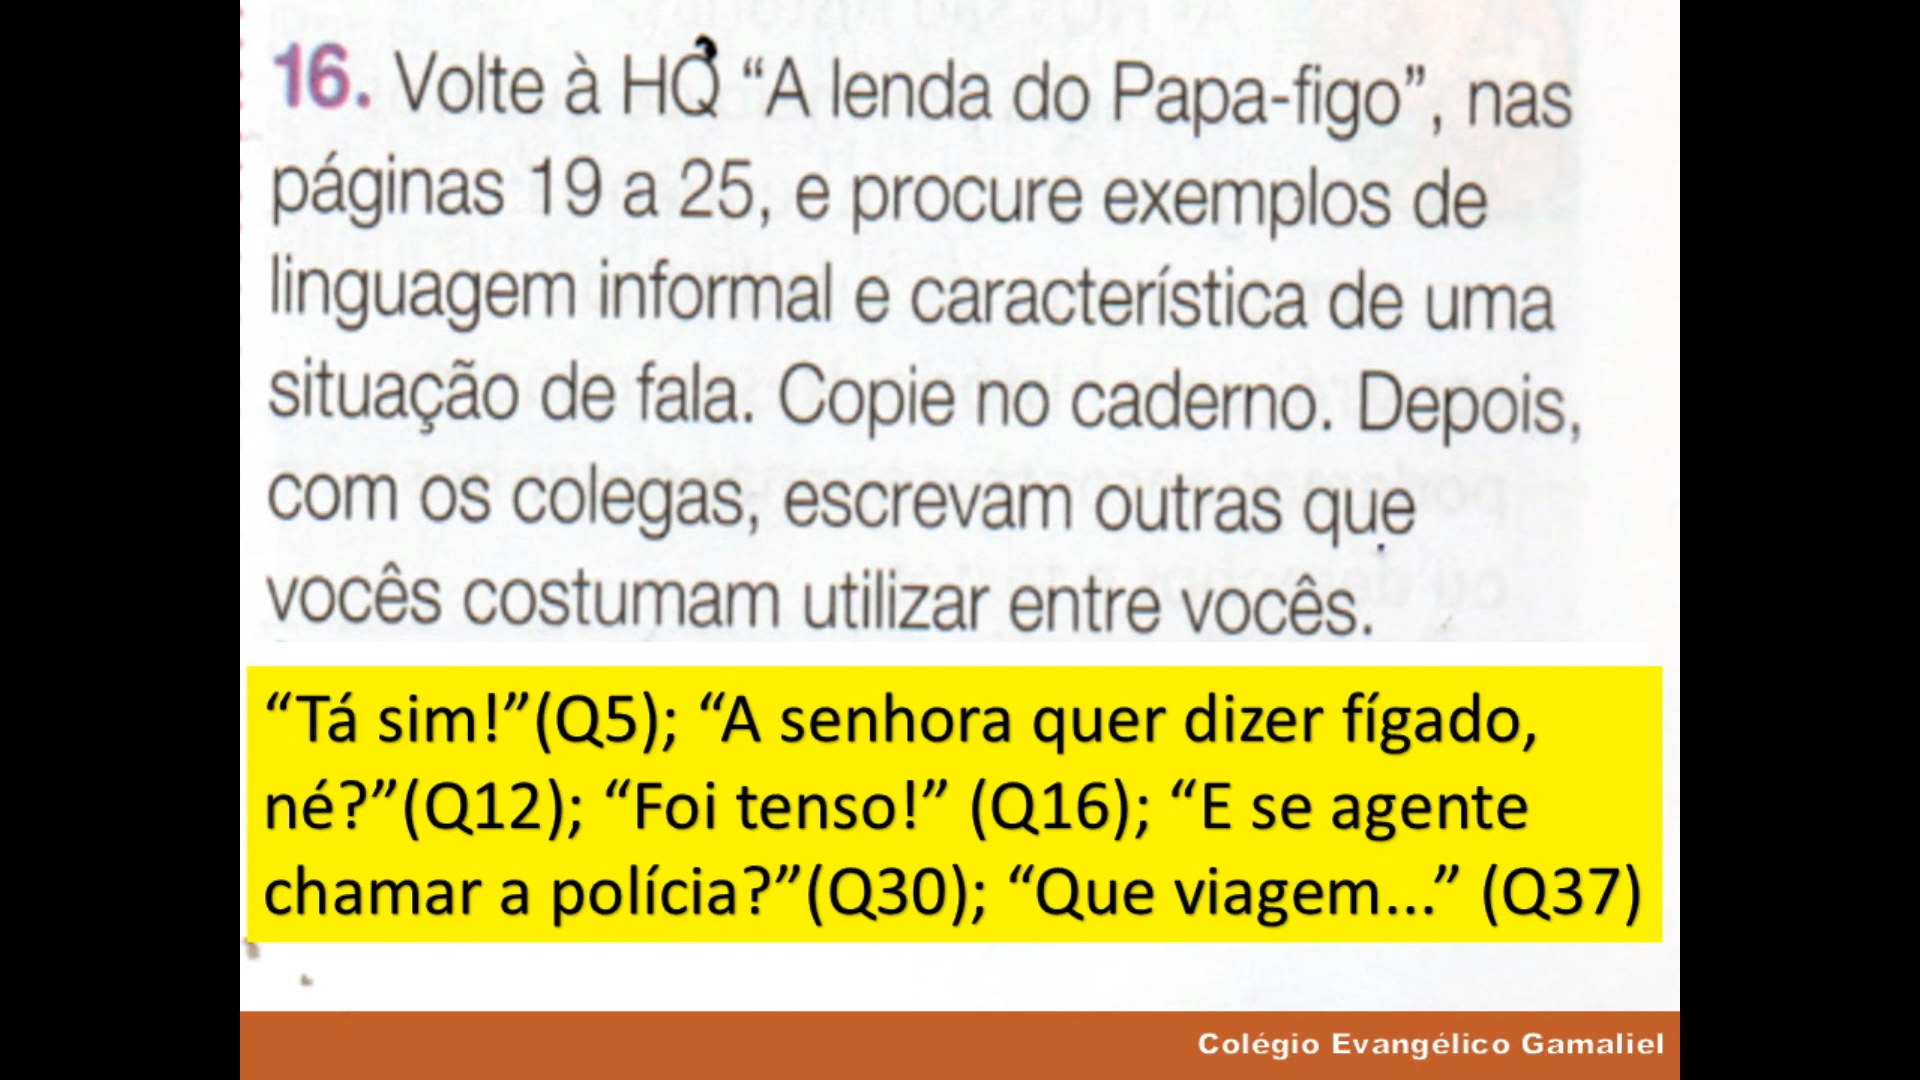 16. Volte à HQ “A lenda do Papa-figo”, nas
páginas 19 a 25, e procure exemplos de
linguagem informal e característica de uma
situação de fala. Copie no caderno. Depois,
com os colegas, escrevam outras que
vocês costumam utilizar entre vocês.
“Tá sim!”(Q5); “A senhora quer dizer fígado,
né?”(Q12); “Foi tenso!” (Q16); “E se agente
chamar a polícia?”(Q30); “Que viagem...” (Q37)
Colégio Evangélico Gamaliel